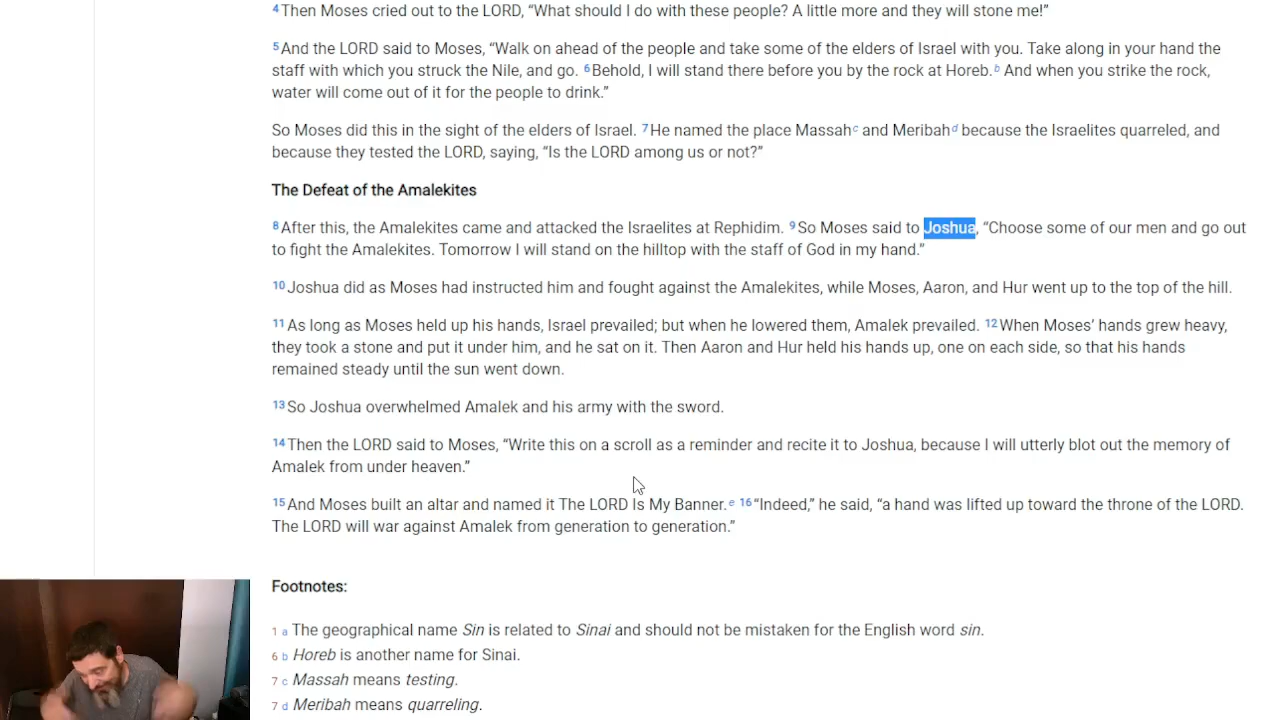 4 Then Moses cried out to the LORD, “What should I do with these people? A little more and they will stone me!”
5 And the LORD said to Moses, “Walk on ahead of the people and take some of the elders of Israel with you. Take along in your hand the
staff with which you struck the Nile, and go. 6 Behold, I will stand there before you by the rock at Horeb. b And when you strike the rock,
water will come out of it for the people to drink.”
So Moses did this in the sight of the elders of Israel. 7 He named the place Massah c and Meribah d because the Israelites quarreled, and
because they tested the LORD, saying, “Is the LORD among us or not?”
The Defeat of the Amalekites
8 After this, the Amalekites came and attacked the Israelites at Rephidim. 9 So Moses said to Joshua, “Choose some of our men and go out
to fight the Amalekites. Tomorrow I will stand on the hilltop with the staff of God in my hand.”
10 Joshua did as Moses had instructed him and fought against the Amalekites, while Moses, Aaron, and Hur went up to the top of the hill.
11 As long as Moses held up his hands, Israel prevailed; but when he lowered them, Amalek prevailed. 12 When Moses’ hands grew heavy,
they took a stone and put it under him, and he sat on it. Then Aaron and Hur held his hands up, one on each side, so that his hands
remained steady until the sun went down.
13 So Joshua overwhelmed Amalek and his army with the sword.
14 Then the LORD said to Moses, “Write this on a scroll as a reminder and recite it to Joshua, because I will utterly blot out the memory of
Amalek from under heaven.”
15 And Moses built an altar and named it The LORD Is My Banner. e 16 “Indeed,” he said, “a hand was lifted up toward the throne of the LORD.
The LORD will war against Amalek from generation to generation.”
Footnotes:
1 a The geographical name Sin is related to Sinai and should not be mistaken for the English word sin.
6 b Horeb is another name for Sinai.
7 c Massah means testing.
7 d Meribah means quarreling.